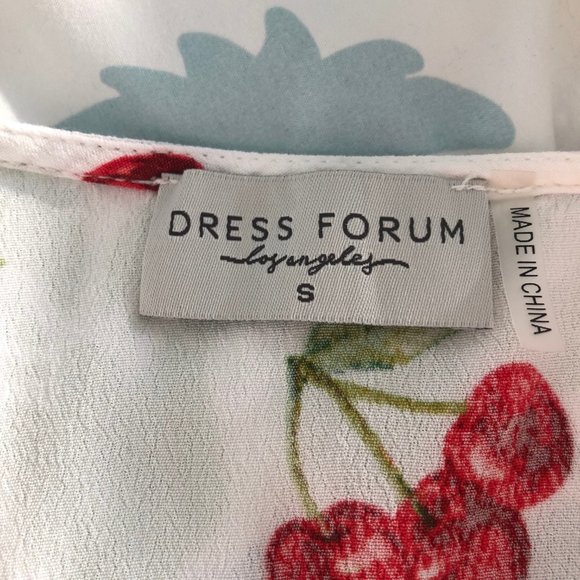 DRESS FORUM
los angeles
S
MADE IN CHINA